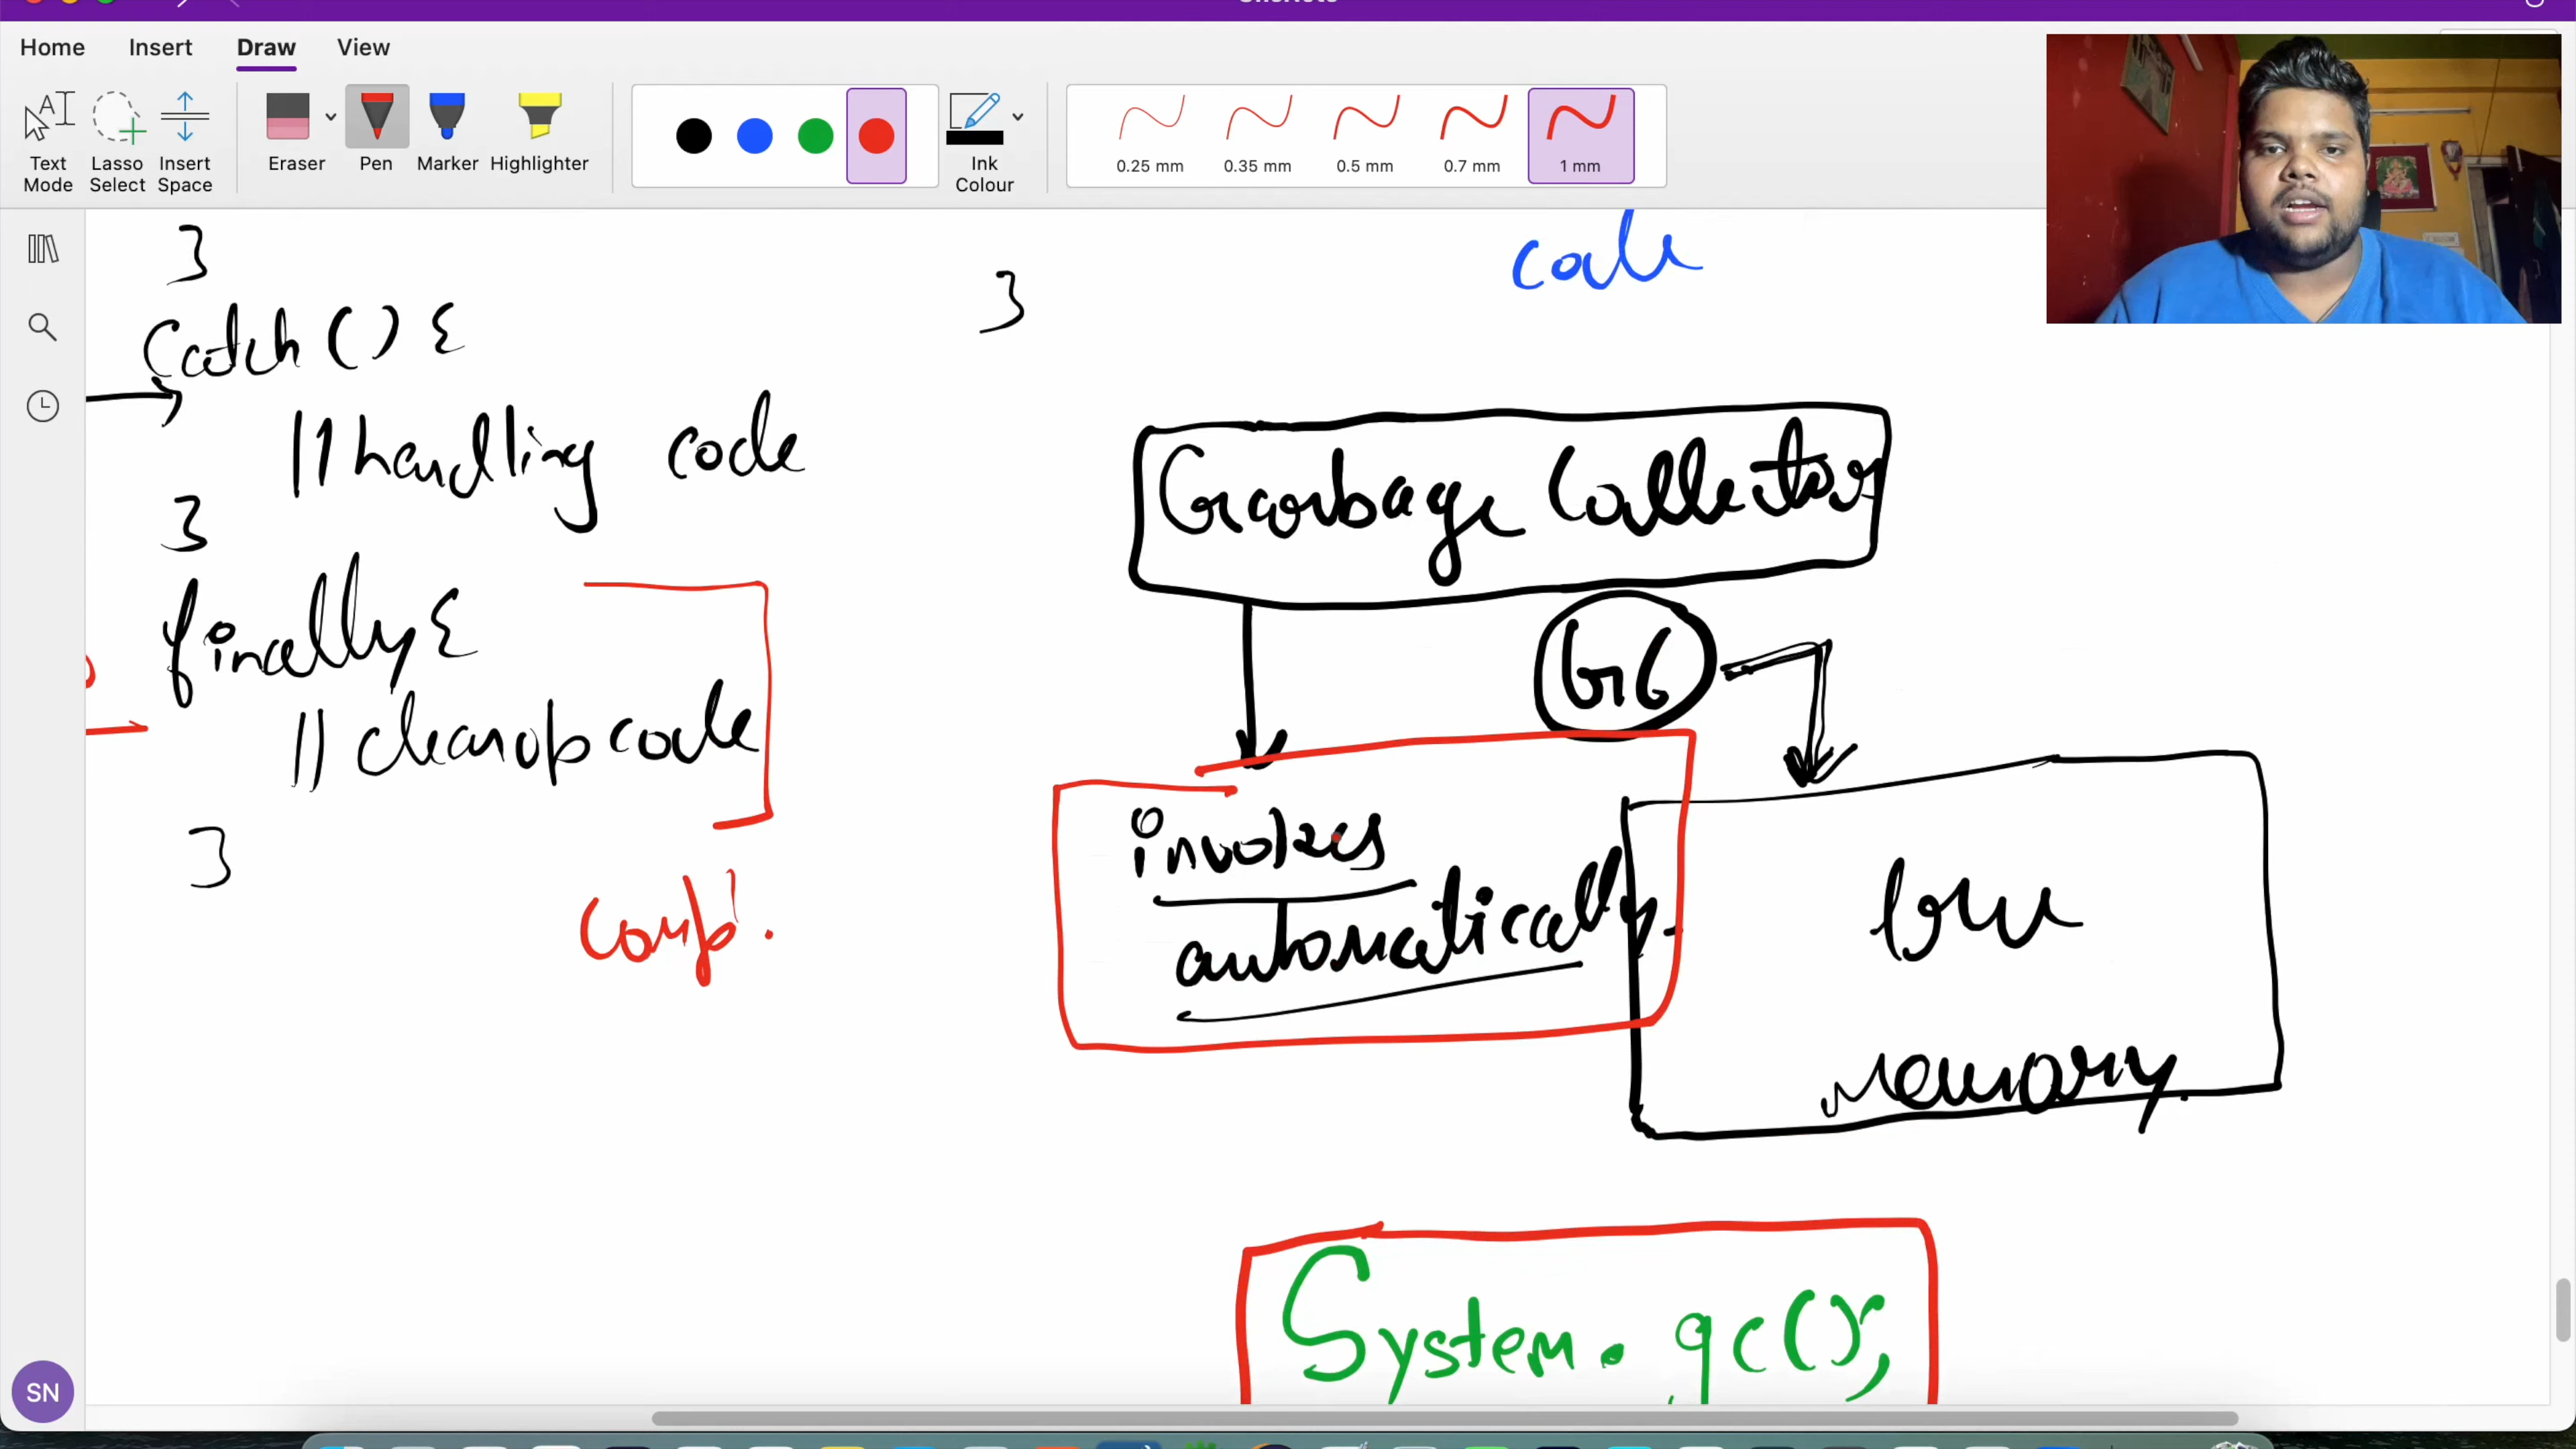 Home Insert Draw View
Text Mode
Lasso Select
Insert Space
Eraser
Pen
Marker
Highlighter
Ink Colour
0.25 mm
0.35 mm
0.5 mm
0.7 mm
1 mm
}
Catch () {
// handling code
}
finally {
// cleanup code
}
Comp!.
code
}
Garbage Collector
GC
invokes
automatically.
low
memory.
System.gc();
SN